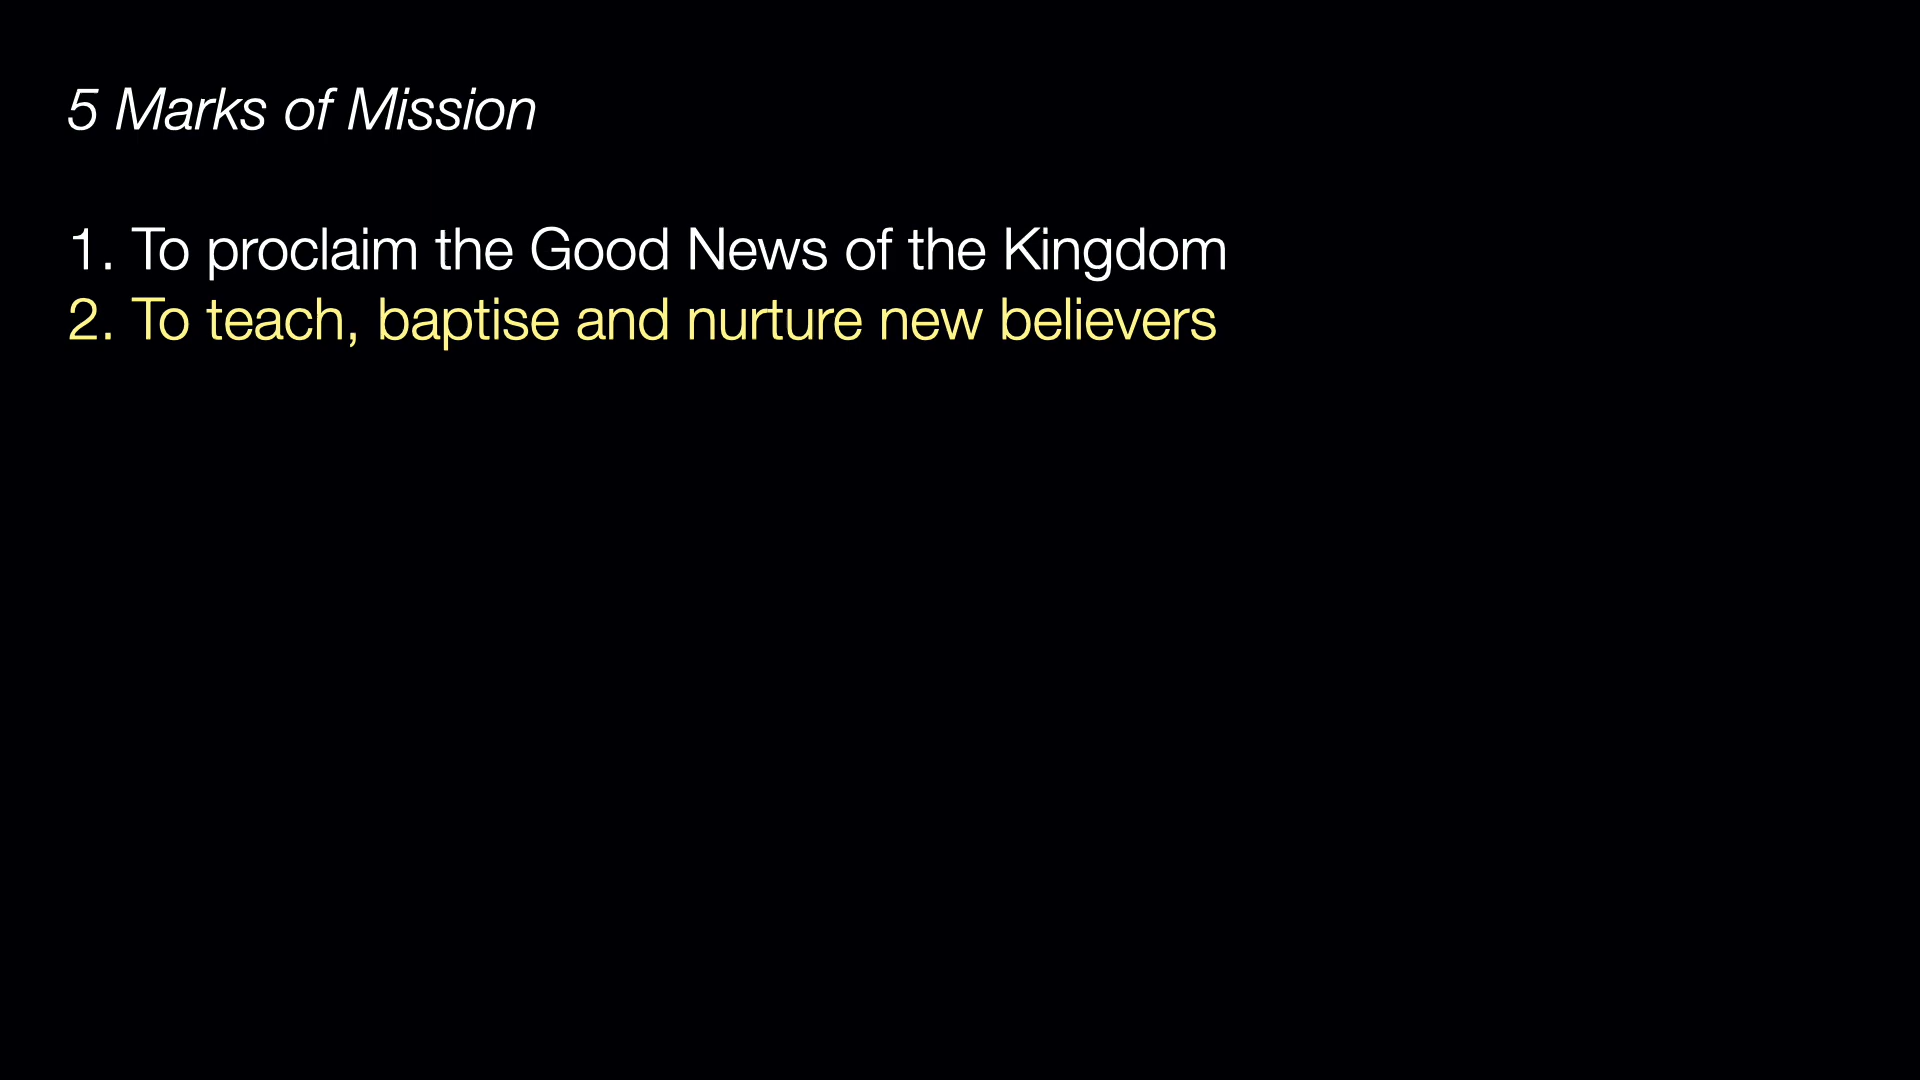 5 Marks of Mission
1. To proclaim the Good News of the Kingdom
2. To teach, baptise and nurture new believers